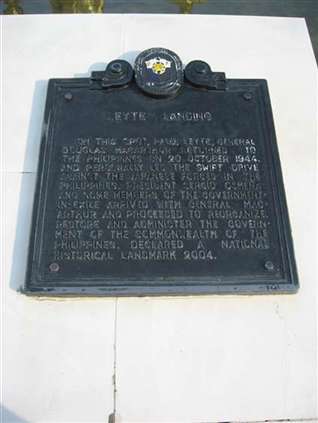 LEYTE LANDING
ON THIS SPOT, PALO, LEYTE, GENERAL
DOUGLAS MACARTHUR RETURNED TO
THE PHILIPPINES ON 20 OCTOBER 1944,
AND PERSONALLY LED THE SWIFT DRIVE
AGAINST THE JAPANESE FORCES IN THE
PHILIPPINES. PRESIDENT SERGIO OSMEÑA
AND SOME MEMBERS OF THE GOVERNMENT-
IN-EXILE ARRIVED WITH GENERAL MAC-
ARTHUR AND PROCEEDED TO REORGANIZE,
RESTORE AND ADMINISTER THE GOVERN-
MENT OF THE COMMONWEALTH OF THE
PHILIPPINES. DECLARED A NATIONAL
HISTORICAL LANDMARK 2004.